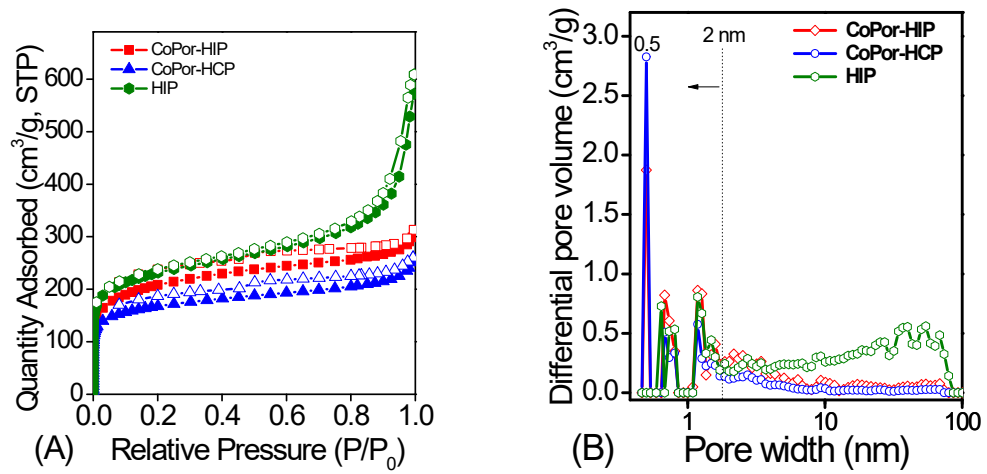 CoPor-HIP
CoPor-HCP
HIP
600
500
400
300
200
100
0
0.0 0.2 0.4 0.6 0.8 1.0
Quantity Adsorbed (cm³/g, STP)
Relative Pressure (P/P₀)
(A)
0.5
2 nm
CoPor-HIP
CoPor-HCP
HIP
3.0
2.5
2.0
1.5
1.0
0.5
0.0
1 10 100
Differential pore volume (cm³/g)
Pore width (nm)
(B)